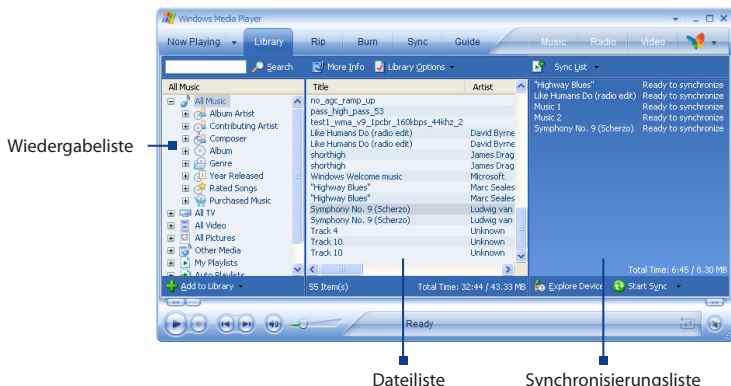 Windows Media Player
Now Playing Library Rip Burn Sync Guide Music Radio Video
Search More Info Library Options Sync List
All Music
All Music
Album Artist
Contributing Artist
Composer
Album
Genre
Year Released
Rated Songs
Purchased Music
All TV
All Video
All Pictures
Other Media
My Playlists
Auto Playlists
Add to Library
Title Artist
no_agc_ramp_up
pass_high_pass_53
test1_wma_v9_1pcbr_160kbps_44khz_2
Like Humans Do (radio edit) David Byrne
Like Humans Do (radio edit) David Byrne
shorthigh James Drag
shorthigh James Drag
Windows Welcome music Microsoft
"Highway Blues" Marc Seales
"Highway Blues" Marc Seales
Symphony No. 9 (Scherzo) Ludwig van
Symphony No. 9 (Scherzo) Ludwig van
Track 4 Unknown
Track 10 Unknown
Track 10 Unknown
55 Item(s) Total Time: 32:44 / 43.33 MB
"Highway Blues" Ready to synchronize
Like Humans Do (radio edit) Ready to synchronize
Music 1 Ready to synchronize
Music 2 Ready to synchronize
Symphony No. 9 (Scherzo) Ready to synchronize
Total Time: 6:45 / 8.30 MB
Explore Device Start Sync
Ready
Wiedergabeliste
Dateiliste
Synchronisierungsliste